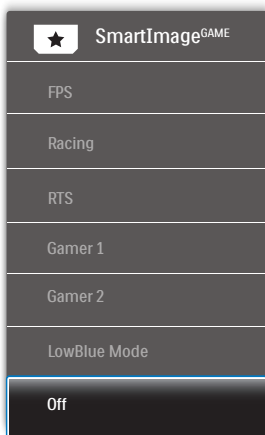 SmartImageGAME
FPS
Racing
RTS
Gamer 1
Gamer 2
LowBlue Mode
Off